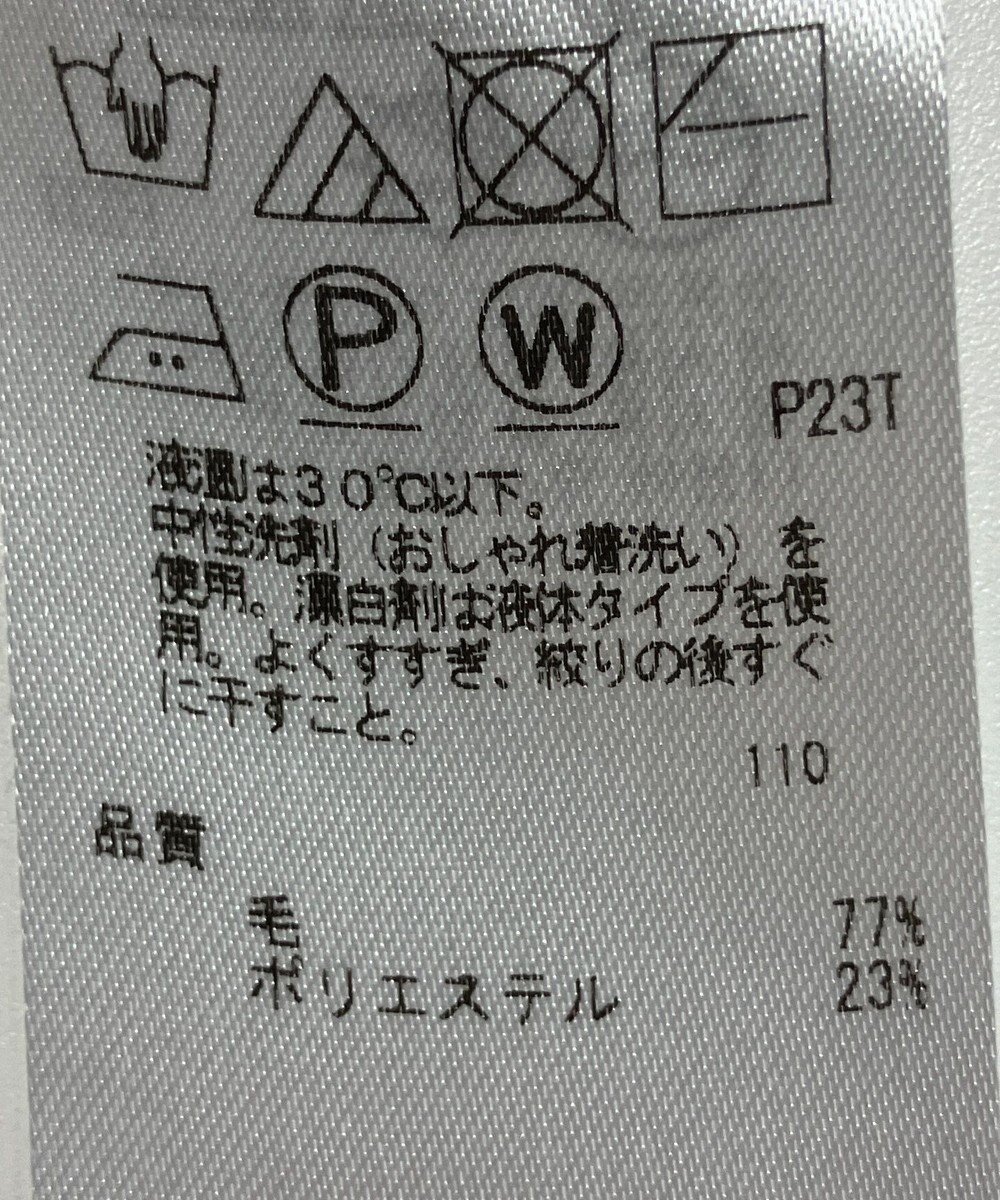 P
W
P23T
液温は30℃以下。
中性洗剤(おしゃれ着洗い)を
使用。漂白剤は液体タイプを使
用。よくすすぎ、絞りの後すぐ
に干すこと。
110
品質
毛 77%
ポリエステル 23%